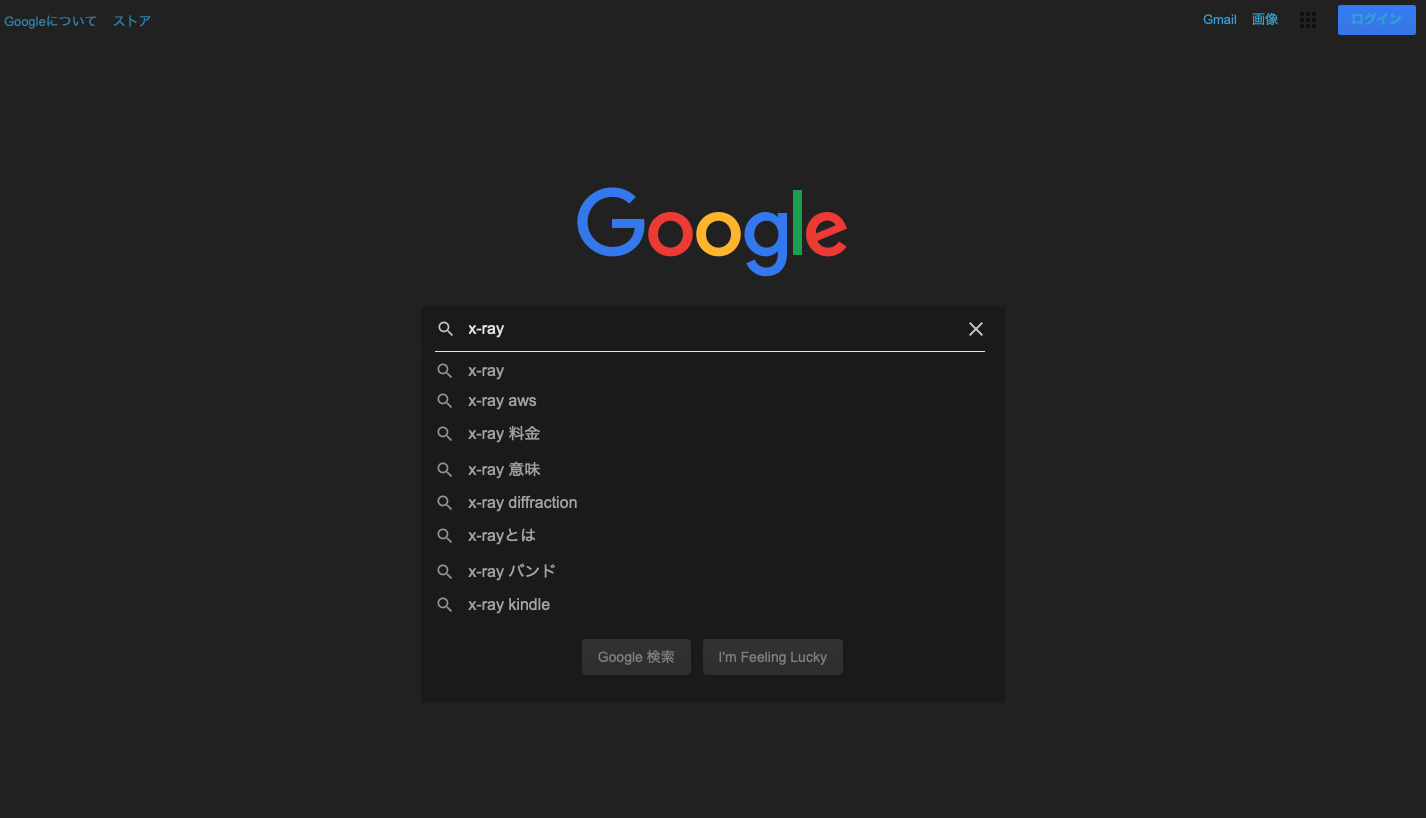 Googleについて ストア
Gmail 画像 ログイン
Google
x-ray
x-ray
x-ray aws
x-ray 料金
x-ray 意味
x-ray diffraction
x-rayとは
x-ray バンド
x-ray kindle
Google 検索 I'm Feeling Lucky